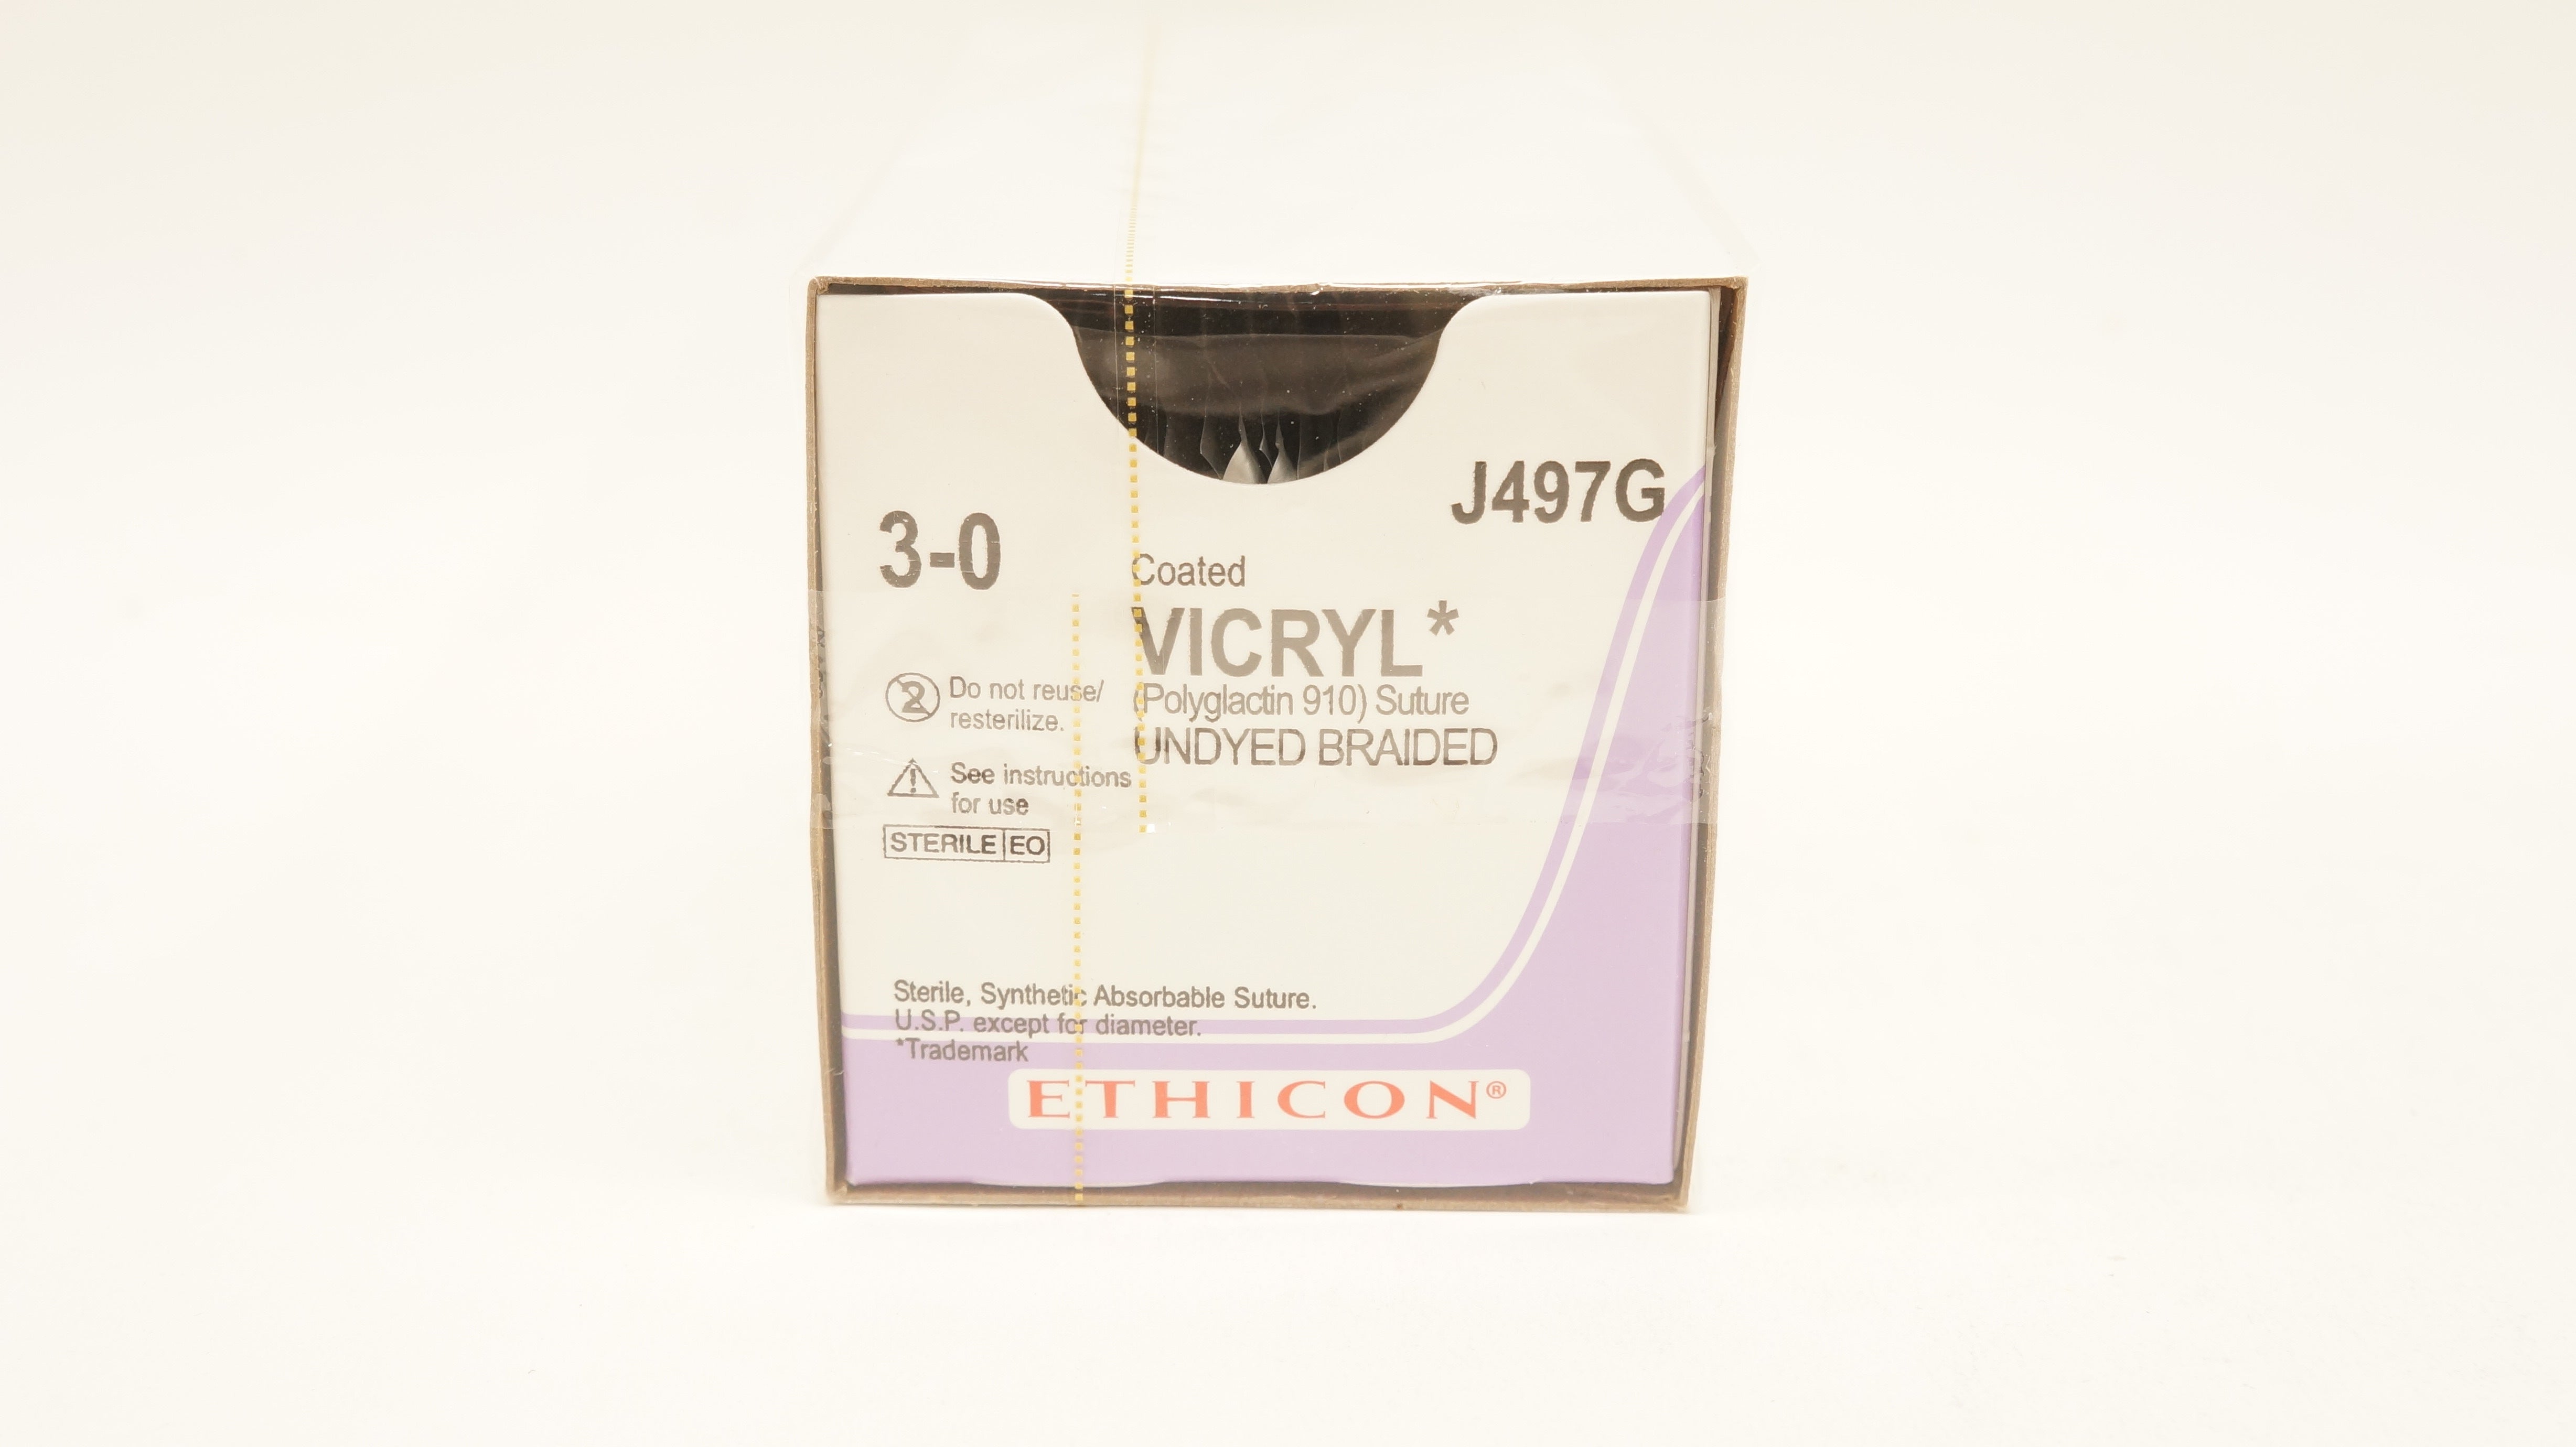 J497G
3-0
Coated
VICRYL*
(Polyglactin 910) Suture
UNDYED BRAIDED
2
Do not reuse/
resterilize.
See instructions
for use
STERILE EO
Sterile, Synthetic Absorbable Suture.
U.S.P. except for diameter.
*Trademark
ETHICON®